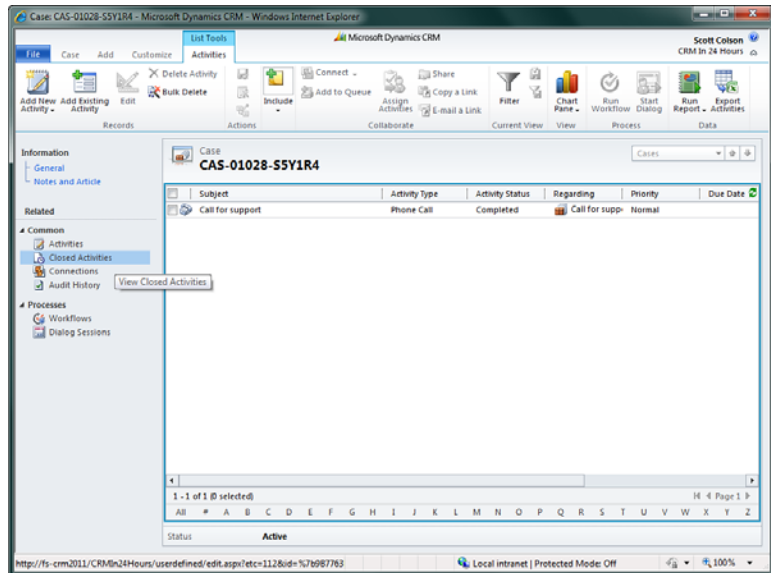 Case: CAS-01028-S5Y1R4 - Microsoft Dynamics CRM - Windows Internet Explorer
List Tools
Microsoft Dynamics CRM
Scott Colson
CRM In 24 Hours
File Case Add Customize Activities
Add New Activity
Add Existing Activity
Edit
Delete Activity
Bulk Delete
Include
Connect
Add to Queue
Assign Activities
Share
Copy a Link
E-mail a Link
Filter
Chart Pane
Run Workflow
Start Dialog
Run Report
Export Activities
Records Actions Collaborate Current View View Process Data
Information
General
Notes and Article
Related
Common
Activities
Closed Activities
Connections
Audit History
View Closed Activities
Processes
Workflows
Dialog Sessions
Case
CAS-01028-S5Y1R4
Cases
Subject Activity Type Activity Status Regarding Priority Due Date
Call for support Phone Call Completed Call for supp- Normal
1 - 1 of 1 (0 selected) Page 1
All # A B C D E F G H I J K L M N O P Q R S T U V W X Y Z
Status Active
http://fs-crm2011/CRMIn24Hours/userdefined/edit.aspx?etc=112&id=%7b987763 Local intranet | Protected Mode: Off 100%